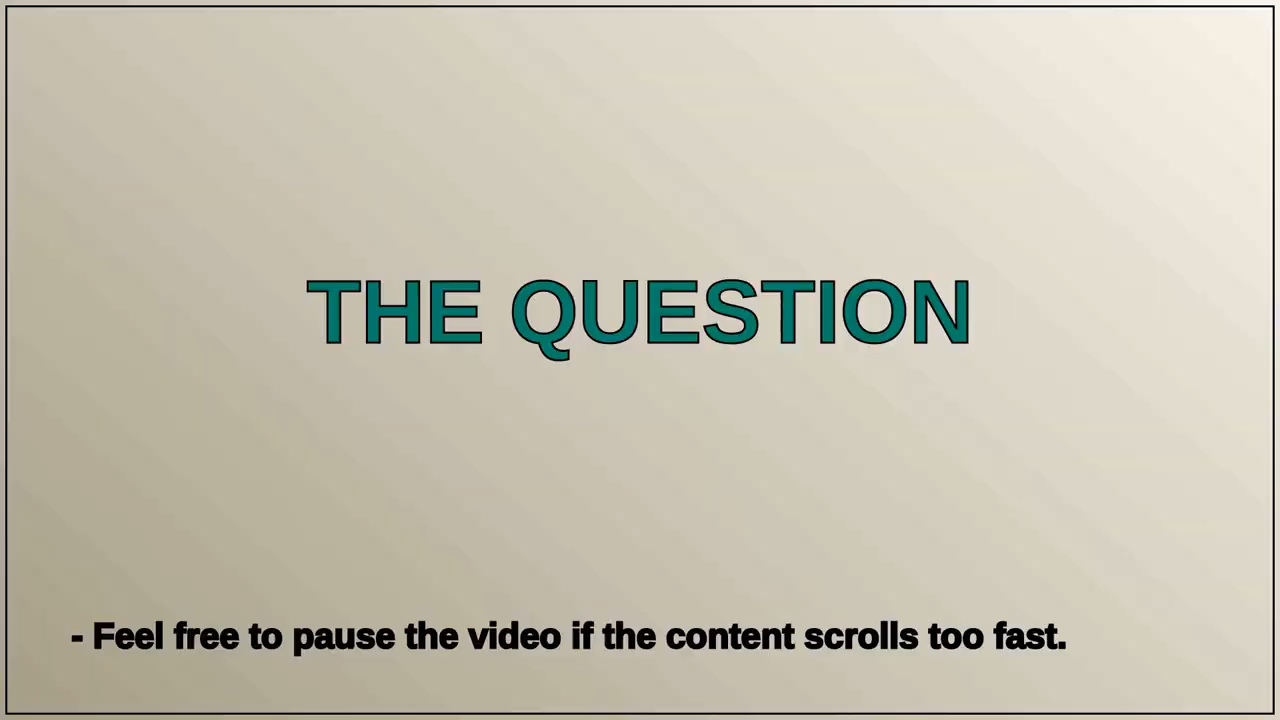 THE QUESTION
- Feel free to pause the video if the content scrolls too fast.